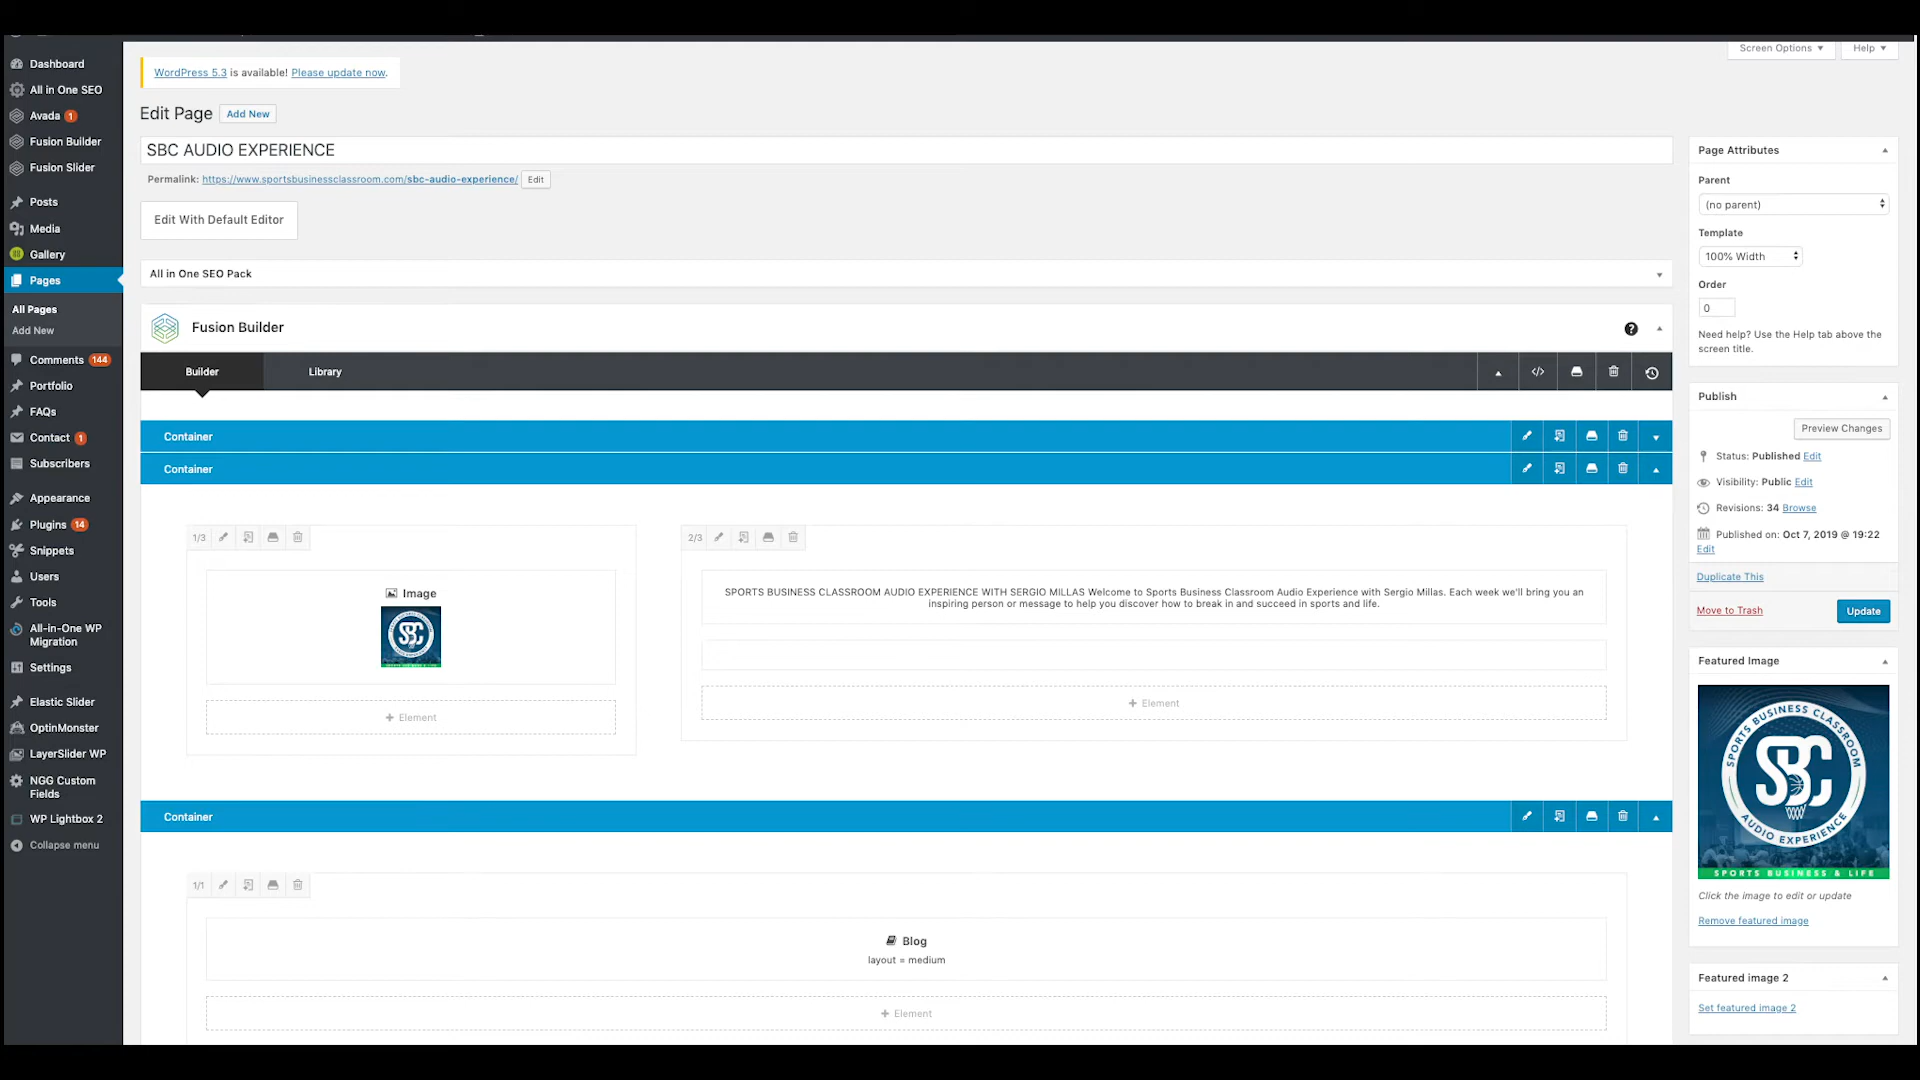 Screen Options
Help
Dashboard
All in One SEO
Avada 1
Fusion Builder
Fusion Slider
Posts
Media
Gallery
Pages
All Pages
Add New
Comments 144
Portfolio
FAQs
Contact 1
Subscribers
Appearance
Plugins 14
Snippets
Users
Tools
All-in-One WP
Migration
Settings
Elastic Slider
OptinMonster
LayerSlider WP
NGG Custom
Fields
WP Lightbox 2
Collapse menu
WordPress 5.3 is available! Please update now.
Edit Page Add New
SBC AUDIO EXPERIENCE
Permalink: https://www.sportsbusinessclassroom.com/sbc-audio-experience/ Edit
Edit With Default Editor
All in One SEO Pack
Fusion Builder
Builder Library
Container
Container
1/3
Image
SBC
+ Element
2/3
SPORTS BUSINESS CLASSROOM AUDIO EXPERIENCE WITH SERGIO MILLAS Welcome to Sports Business Classroom Audio Experience with Sergio Millas. Each week we'll bring you an
inspiring person or message to help you discover how to break in and succeed in sports and life.
+ Element
Container
1/1
Blog
layout = medium
+ Element
Page Attributes
Parent
(no parent)
Template
100% Width
Order
0
Need help? Use the Help tab above the
screen title.
Publish
Preview Changes
Status: Published Edit
Visibility: Public Edit
Revisions: 34 Browse
Published on: Oct 7, 2019 @ 19:22
Edit
Duplicate This
Move to Trash
Update
Featured Image
SPORTS BUSINESS CLASSROOM
SBC
AUDIO EXPERIENCE
SPORTS BUSINESS & LIFE
Click the image to edit or update
Remove featured image
Featured image 2
Set featured image 2